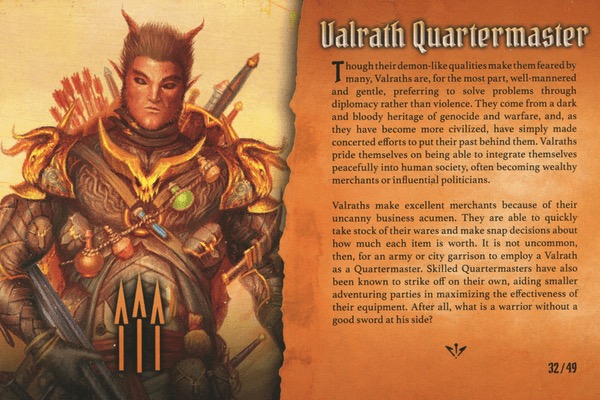 Valrath Quartermaster
Though their demon-like qualities make them feared by
many, Valraths are, for the most part, well-mannered
and gentle, preferring to solve problems through
diplomacy rather than violence. They come from a dark
and bloody heritage of genocide and warfare, and, as
they have become more civilized, have simply made
concerted efforts to put their past behind them. Valraths
pride themselves on being able to integrate themselves
peacefully into human society, often becoming wealthy
merchants or influential politicians.
Valraths make excellent merchants because of their
uncanny business acumen. They are able to quickly
take stock of their wares and make snap decisions about
how much each item is worth. It is not uncommon,
then, for an army or city garrison to employ a Valrath
as a Quartermaster. Skilled Quartermasters have also
been known to strike off on their own, aiding smaller
adventuring parties in maximizing the effectiveness of
their equipment. After all, what is a warrior without a
good sword at his side?
32/49